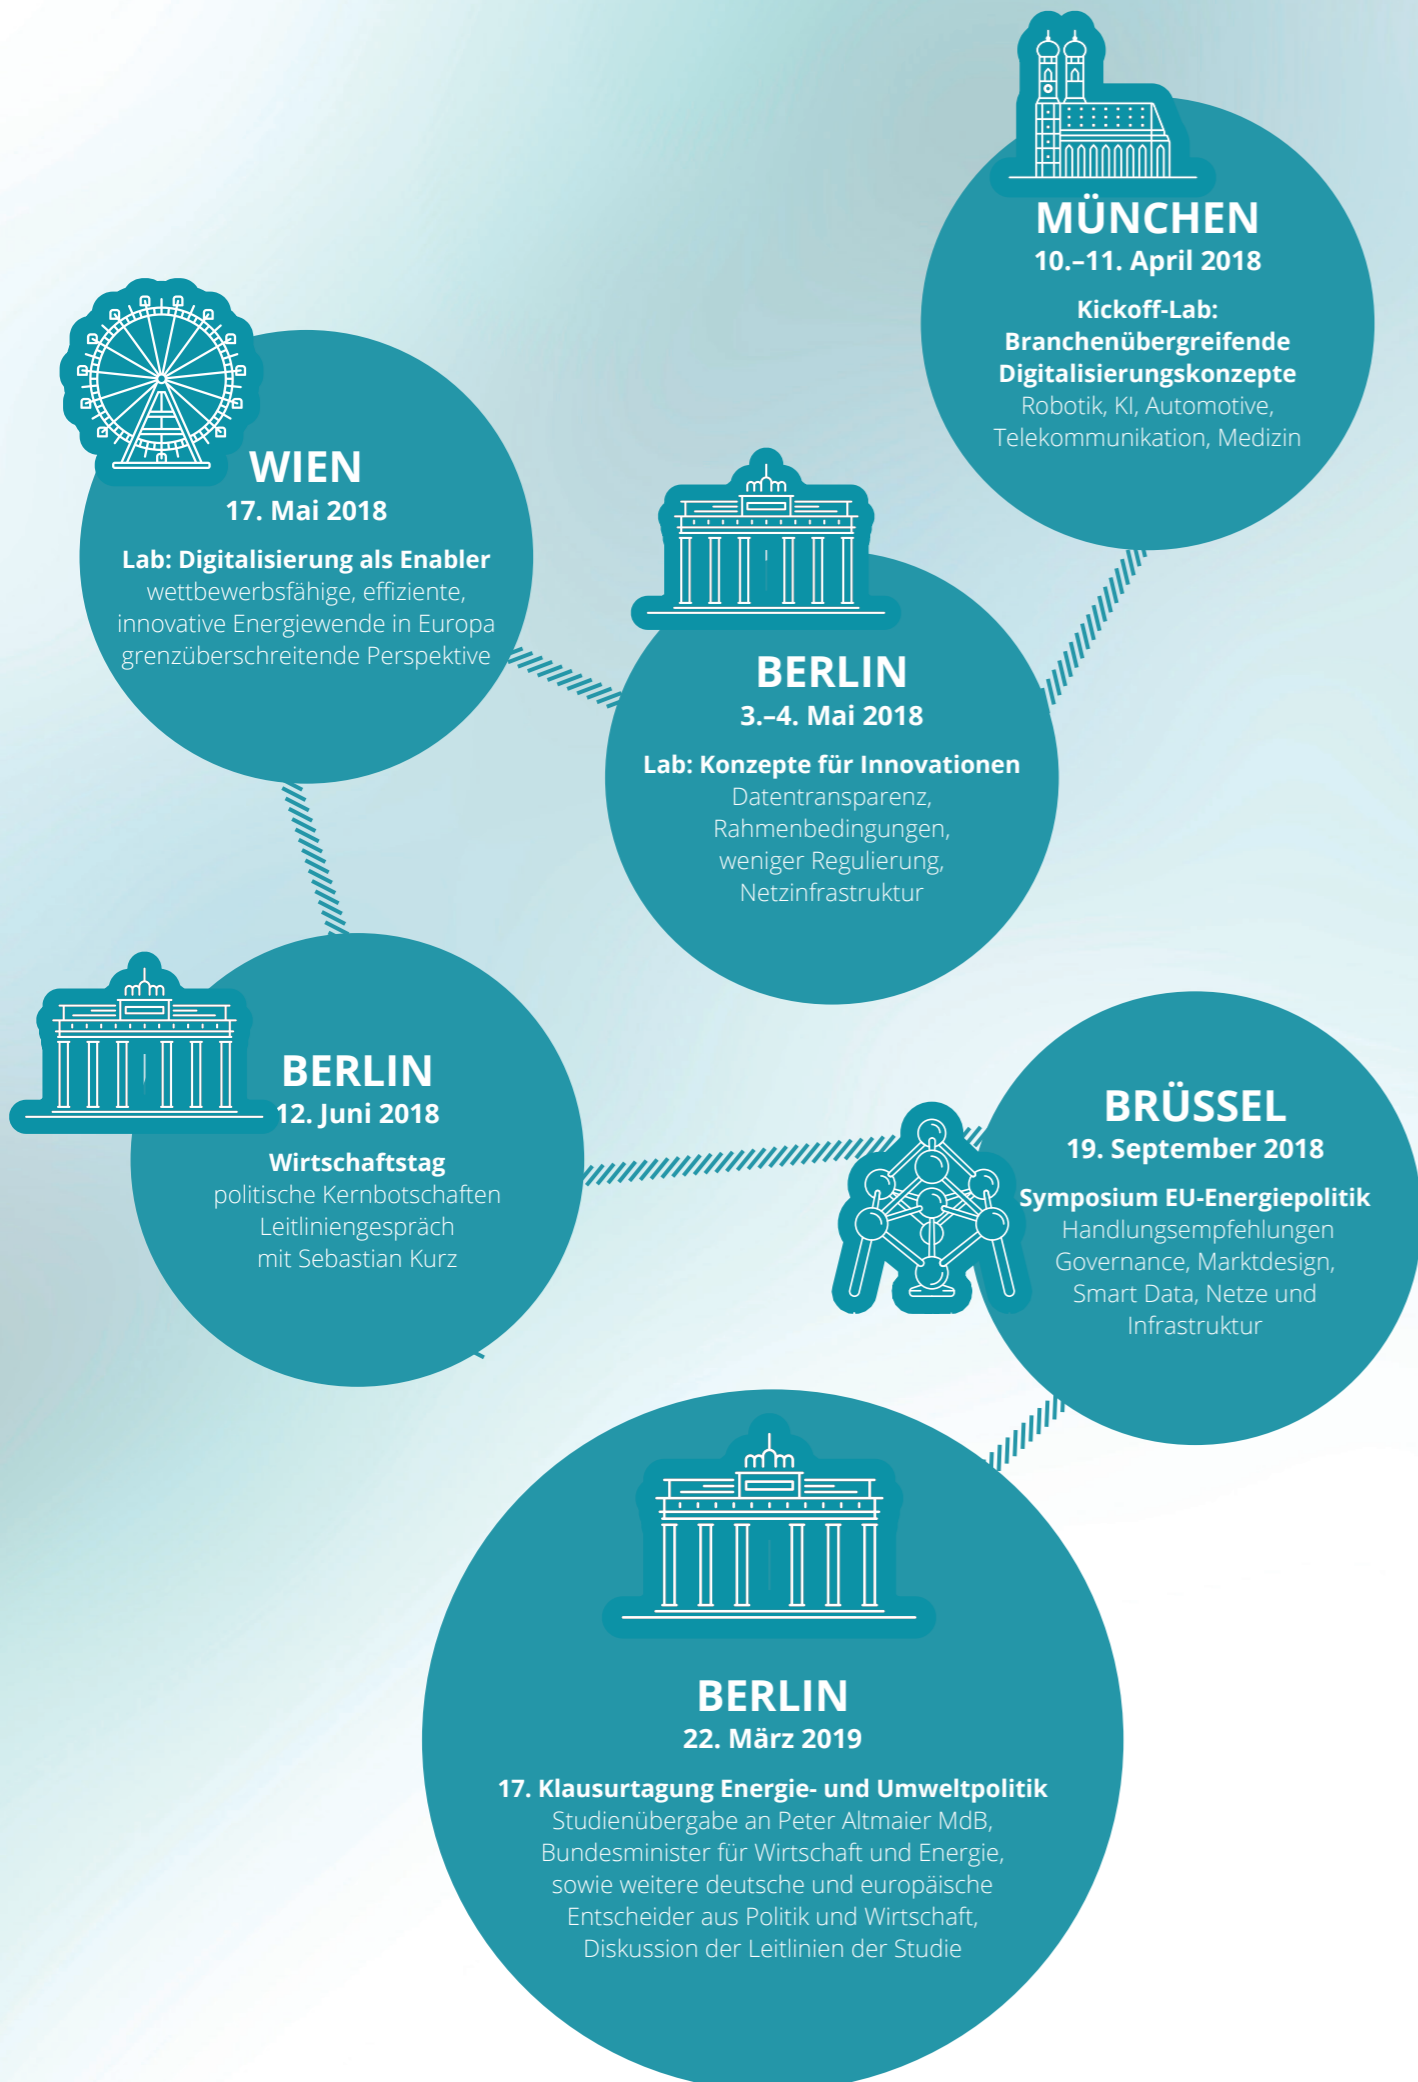 MÜNCHEN
10.–11. April 2018
Kickoff-Lab:
Branchenübergreifende
Digitalisierungskonzepte
Robotik, KI, Automotive,
Telekommunikation, Medizin
WIEN
17. Mai 2018
Lab: Digitalisierung als Enabler
wettbewerbsfähige, effiziente,
innovative Energiewende in Europa
grenzüberschreitende Perspektive
BERLIN
3.–4. Mai 2018
Lab: Konzepte für Innovationen
Datentransparenz,
Rahmenbedingungen,
weniger Regulierung,
Netzinfrastruktur
BERLIN
12. Juni 2018
Wirtschaftstag
politische Kernbotschaften
Leitliniengespräch
mit Sebastian Kurz
BRÜSSEL
19. September 2018
Symposium EU-Energiepolitik
Handlungsempfehlungen
Governance, Marktdesign,
Smart Data, Netze und
Infrastruktur
BERLIN
22. März 2019
17. Klausurtagung Energie- und Umweltpolitik
Studienübergabe an Peter Altmaier MdB,
Bundesminister für Wirtschaft und Energie,
sowie weitere deutsche und europäische
Entscheider aus Politik und Wirtschaft,
Diskussion der Leitlinien der Studie